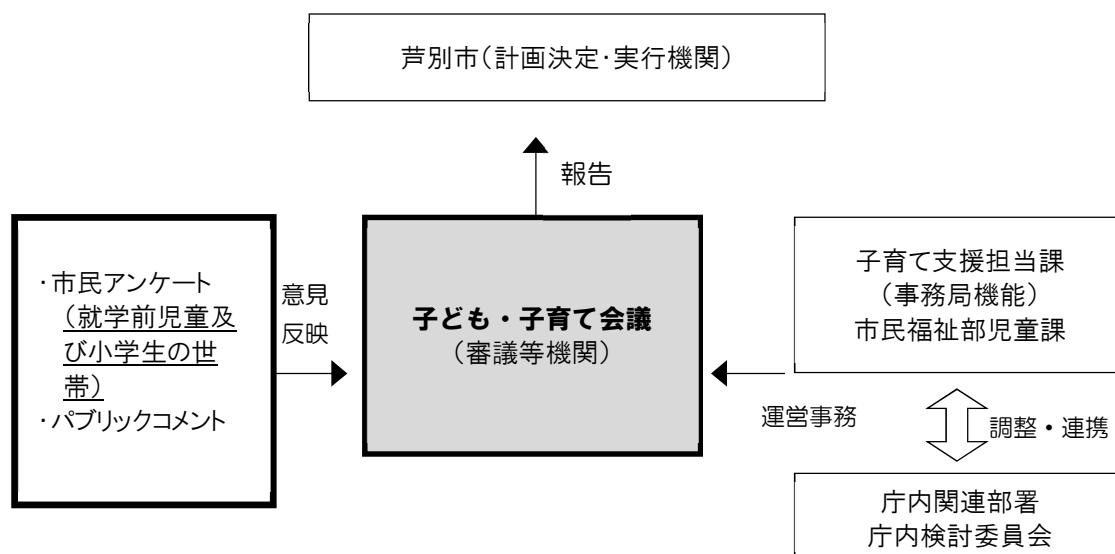 芦別市（計画決定・実行機関）
報告
・市民アンケート
（就学前児童及
び小学生の世
帯）
・パブリックコメント
意見
反映
子ども・子育て会議
（審議等機関）
子育て支援担当課
（事務局機能）
市民福祉部児童課
運営事務
調整・連携
庁内関連部署
庁内検討委員会